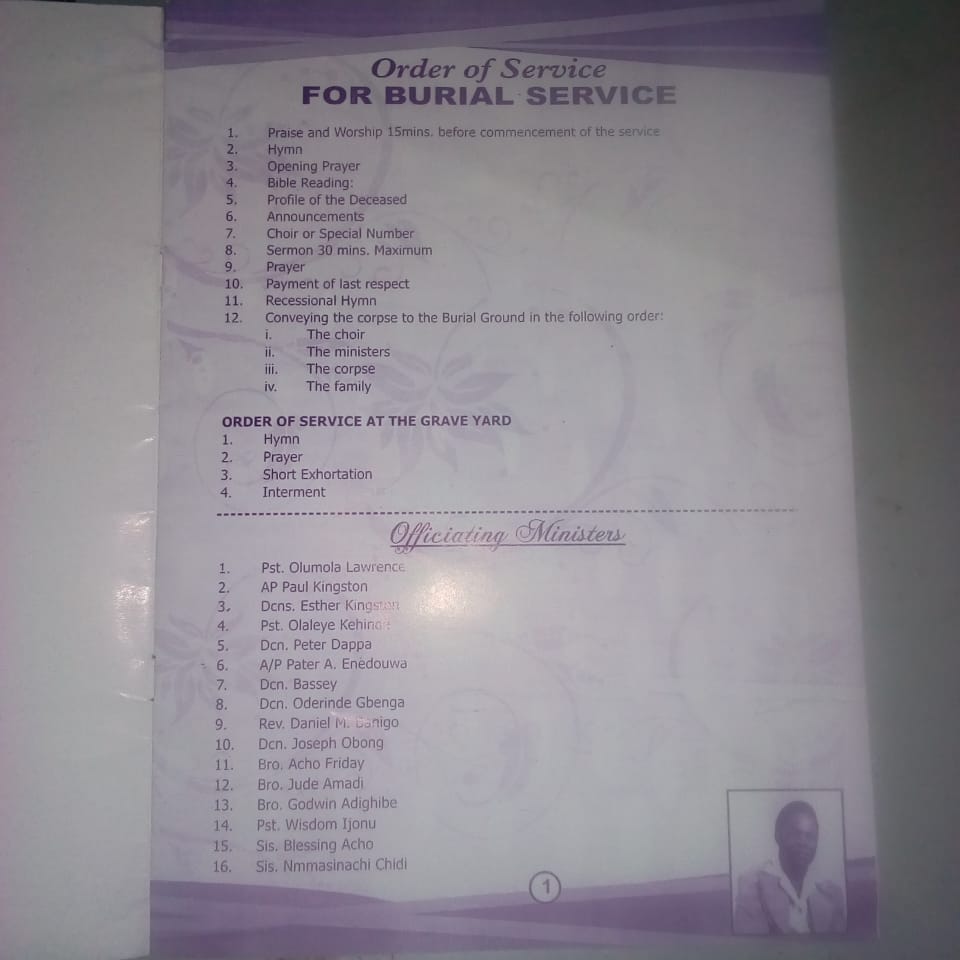 Order of Service
FOR BURIAL SERVICE
1. Praise and Worship 15mins. before commencement of the service
2. Hymn
3. Opening Prayer
4. Bible Reading:
5. Profile of the Deceased
6. Announcements
7. Choir or Special Number
8. Sermon 30 mins. Maximum
9. Prayer
10. Payment of last respect
11. Recessional Hymn
12. Conveying the corpse to the Burial Ground in the following order:
i. The choir
ii. The ministers
iii. The corpse
iv. The family
ORDER OF SERVICE AT THE GRAVE YARD
1. Hymn
2. Prayer
3. Short Exhortation
4. Interment
Officiating Ministers
1. Pst. Olumola Lawrence
2. AP Paul Kingston
3. Dcns. Esther Kingston
4. Pst. Olaleye Kehinde
5. Dcn. Peter Dappa
6. A/P Pater A. Enedouwa
7. Dcn. Bassey
8. Dcn. Oderinde Gbenga
9. Rev. Daniel M. Banigo
10. Dcn. Joseph Obong
11. Bro. Acho Friday
12. Bro. Jude Amadi
13. Bro. Godwin Adighibe
14. Pst. Wisdom Ijonu
15. Sis. Blessing Acho
16. Sis. Nmmasinachi Chidi
1